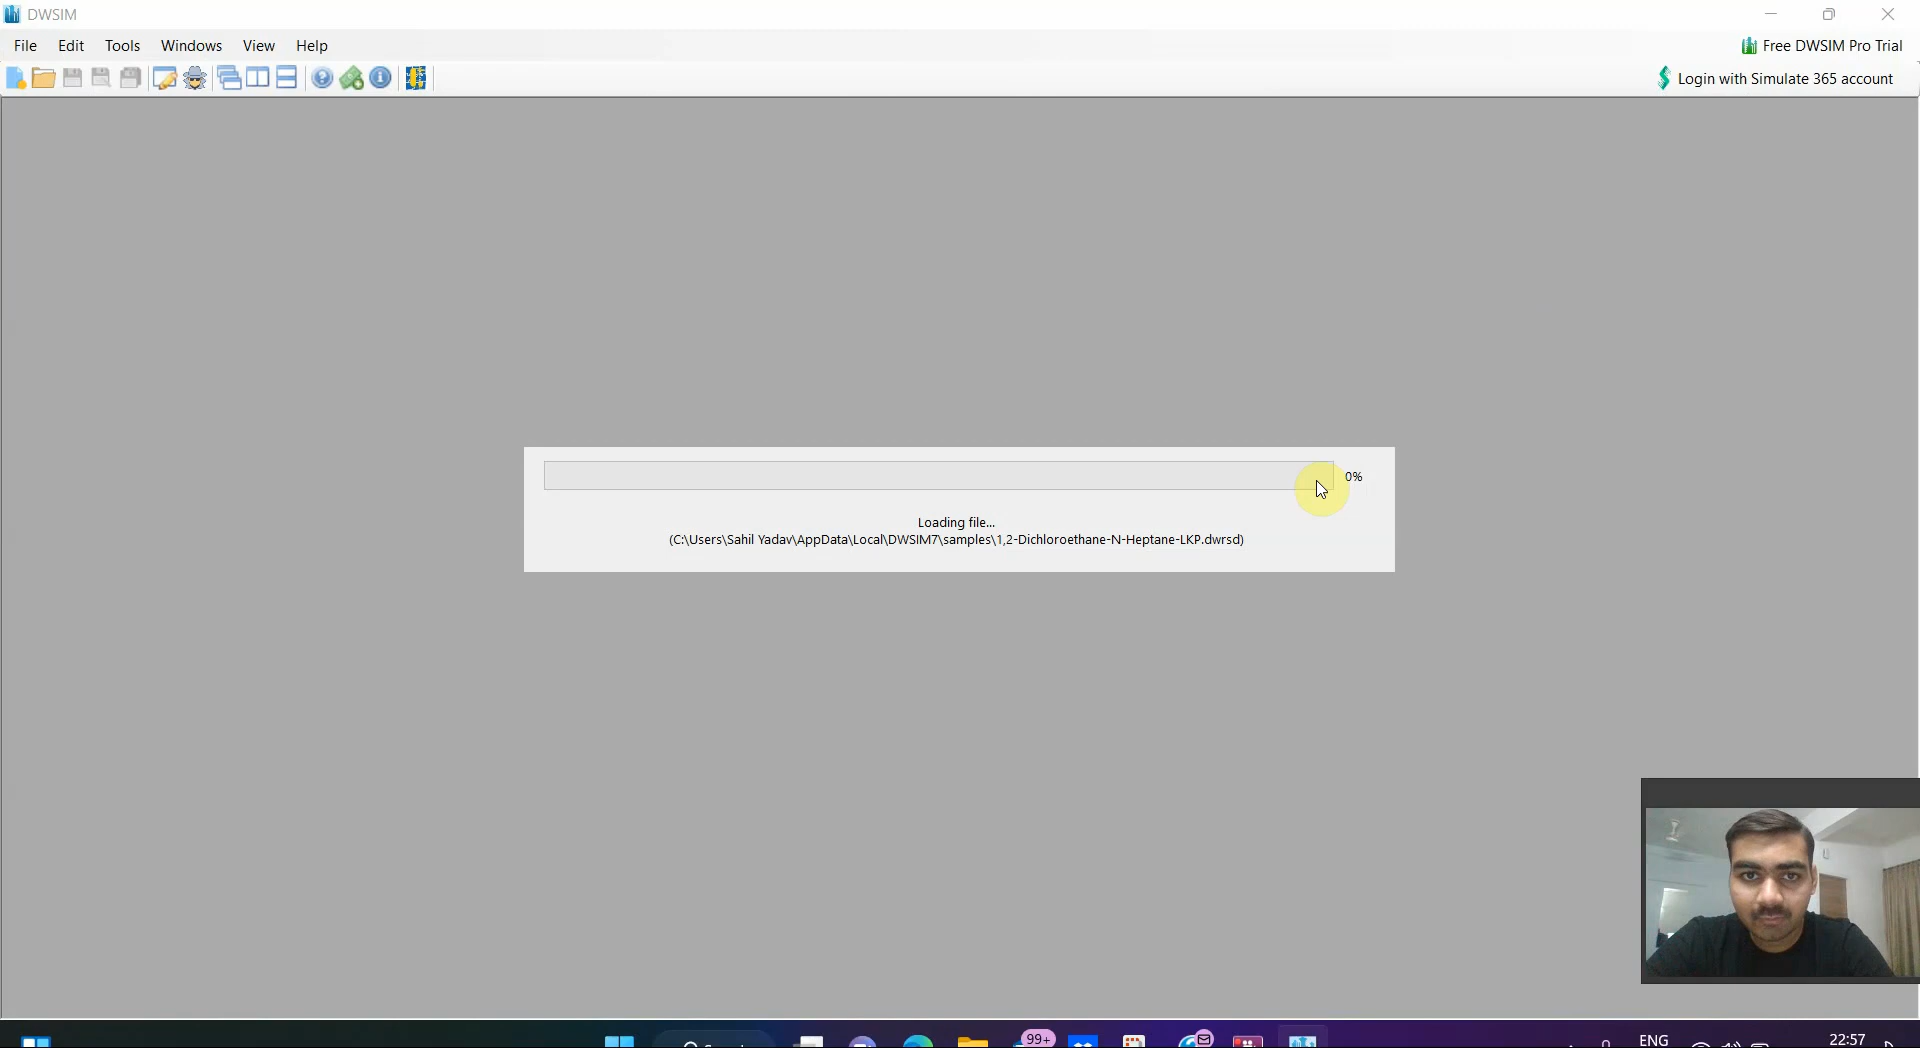 DWSIM
File Edit Tools Windows View Help
Free DWSIM Pro Trial
Login with Simulate 365 account
0%
Loading file...
(C:\Users\Sahil Yadav\AppData\Local\DWSIM7\samples\1,2-Dichloroethane-N-Heptane-LKP.dwrsd)
99+
ENG
22:57